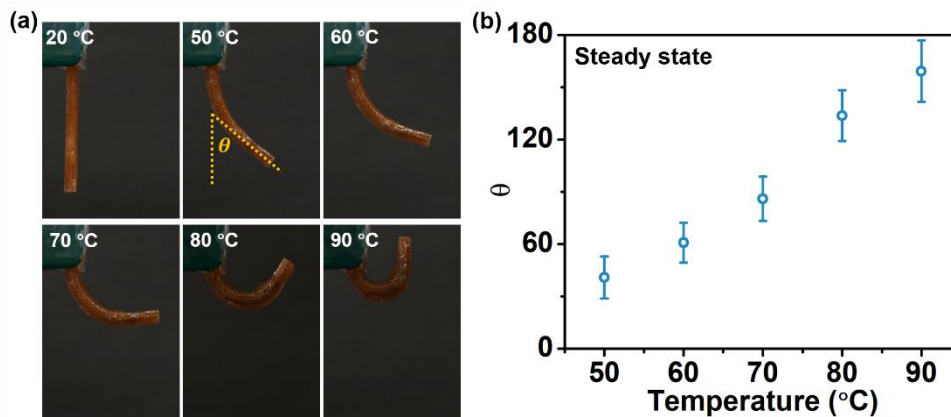 (a)
20 °C
50 °C
60 °C
θ
70 °C
80 °C
90 °C
(b)
Steady state
180
120
60
0
θ
50 60 70 80 90
Temperature (°C)